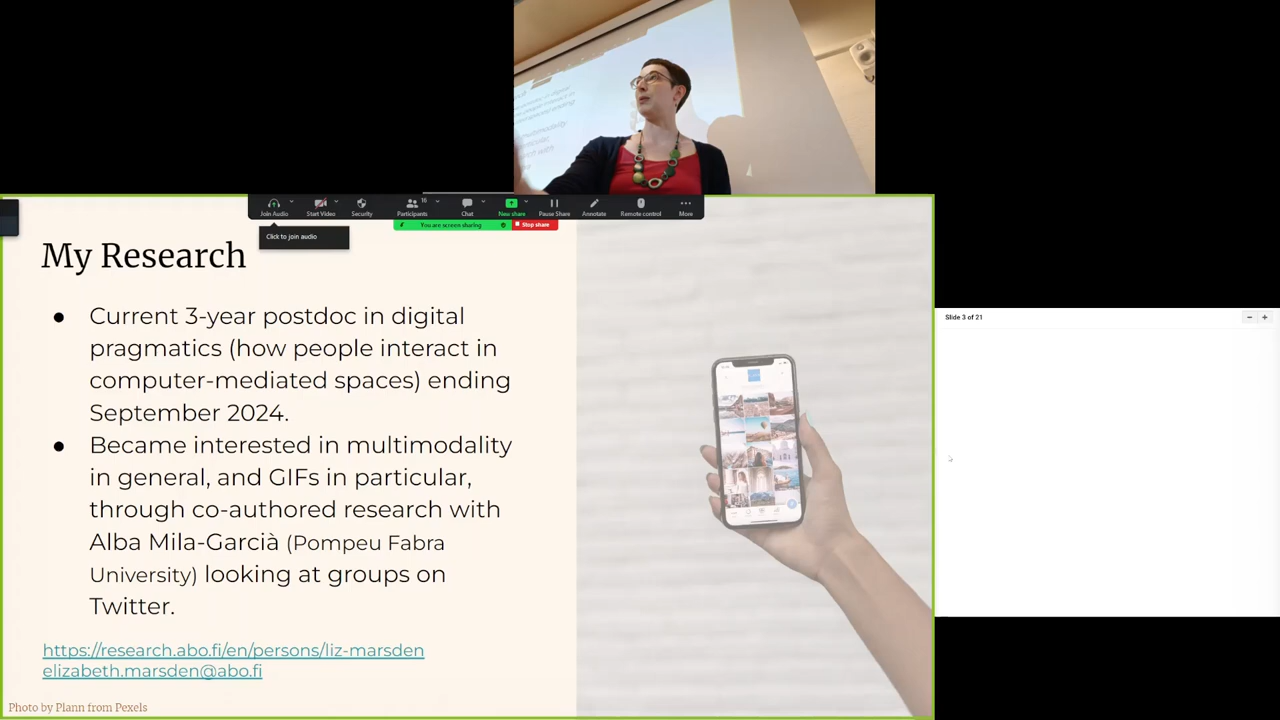 Join Audio
Start Video
Security
Participants
16
Chat
New share
Pause Share
Annotate
Remote control
More
You are screen sharing
Stop share
Click to join audio
My Research
● Current 3-year postdoc in digital
pragmatics (how people interact in
computer-mediated spaces) ending
September 2024.
● Became interested in multimodality
in general, and GIFs in particular,
through co-authored research with
Alba Mila-Garcià (Pompeu Fabra
University) looking at groups on
Twitter.
https://research.abo.fi/en/persons/liz-marsden
elizabeth.marsden@abo.fi
Photo by Plann from Pexels
Slide 3 of 21